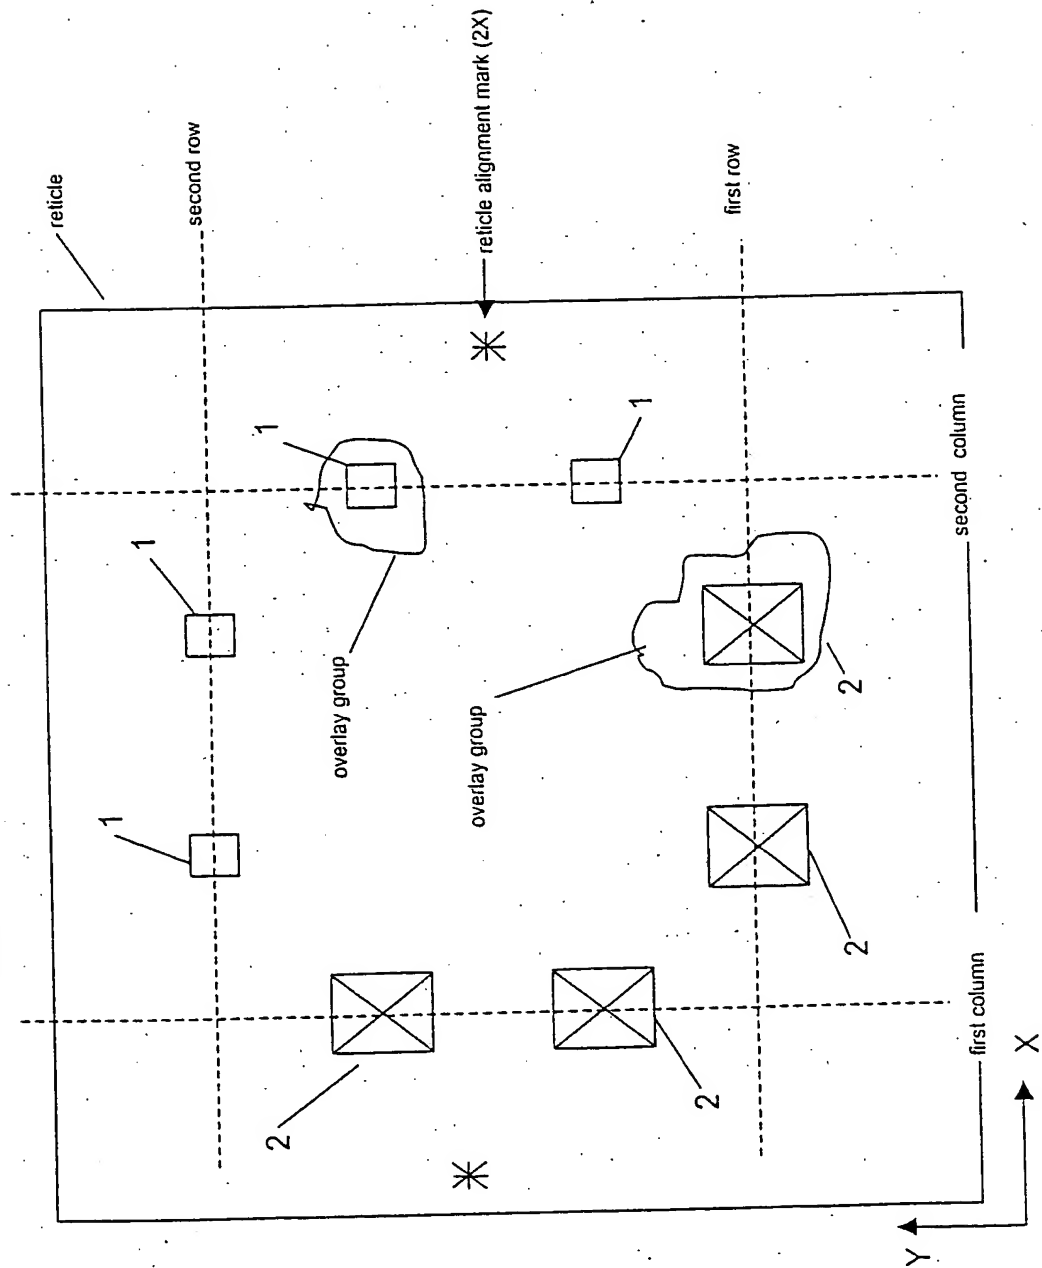 reticle
second row
reticle alignment mark (2X)
first row
1
1
1
1
overlay group
overlay group
2
2
2
2
second column
first column
X
Y